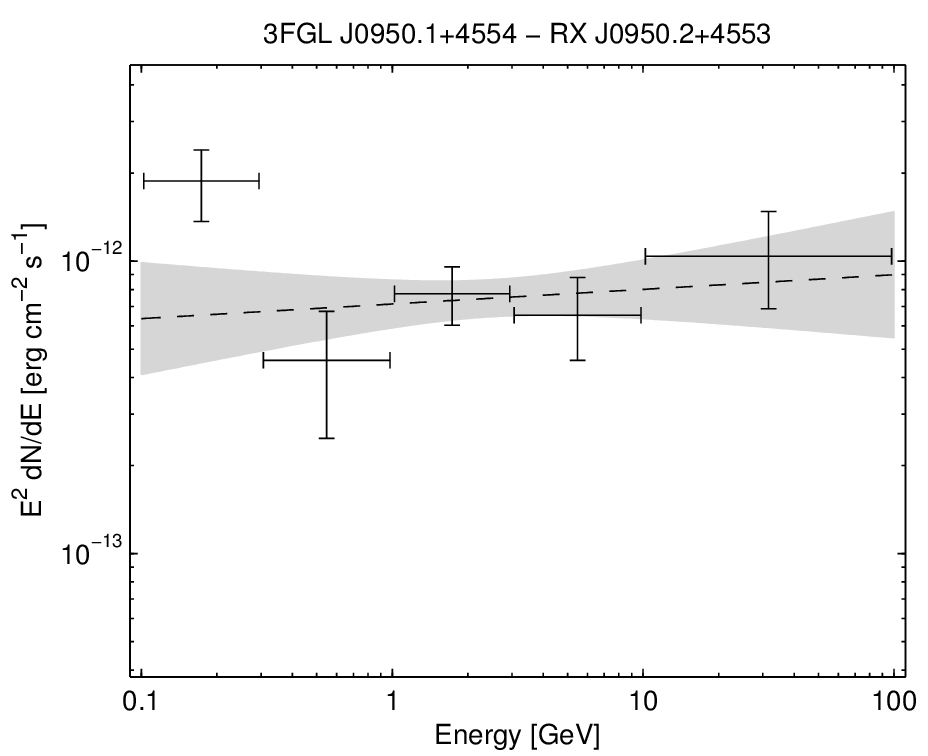 3FGL J0950.1+4554 − RX J0950.2+4553
E² dN/dE [erg cm⁻² s⁻¹]
10⁻¹²
10⁻¹³
0.1 1 10 100
Energy [GeV]